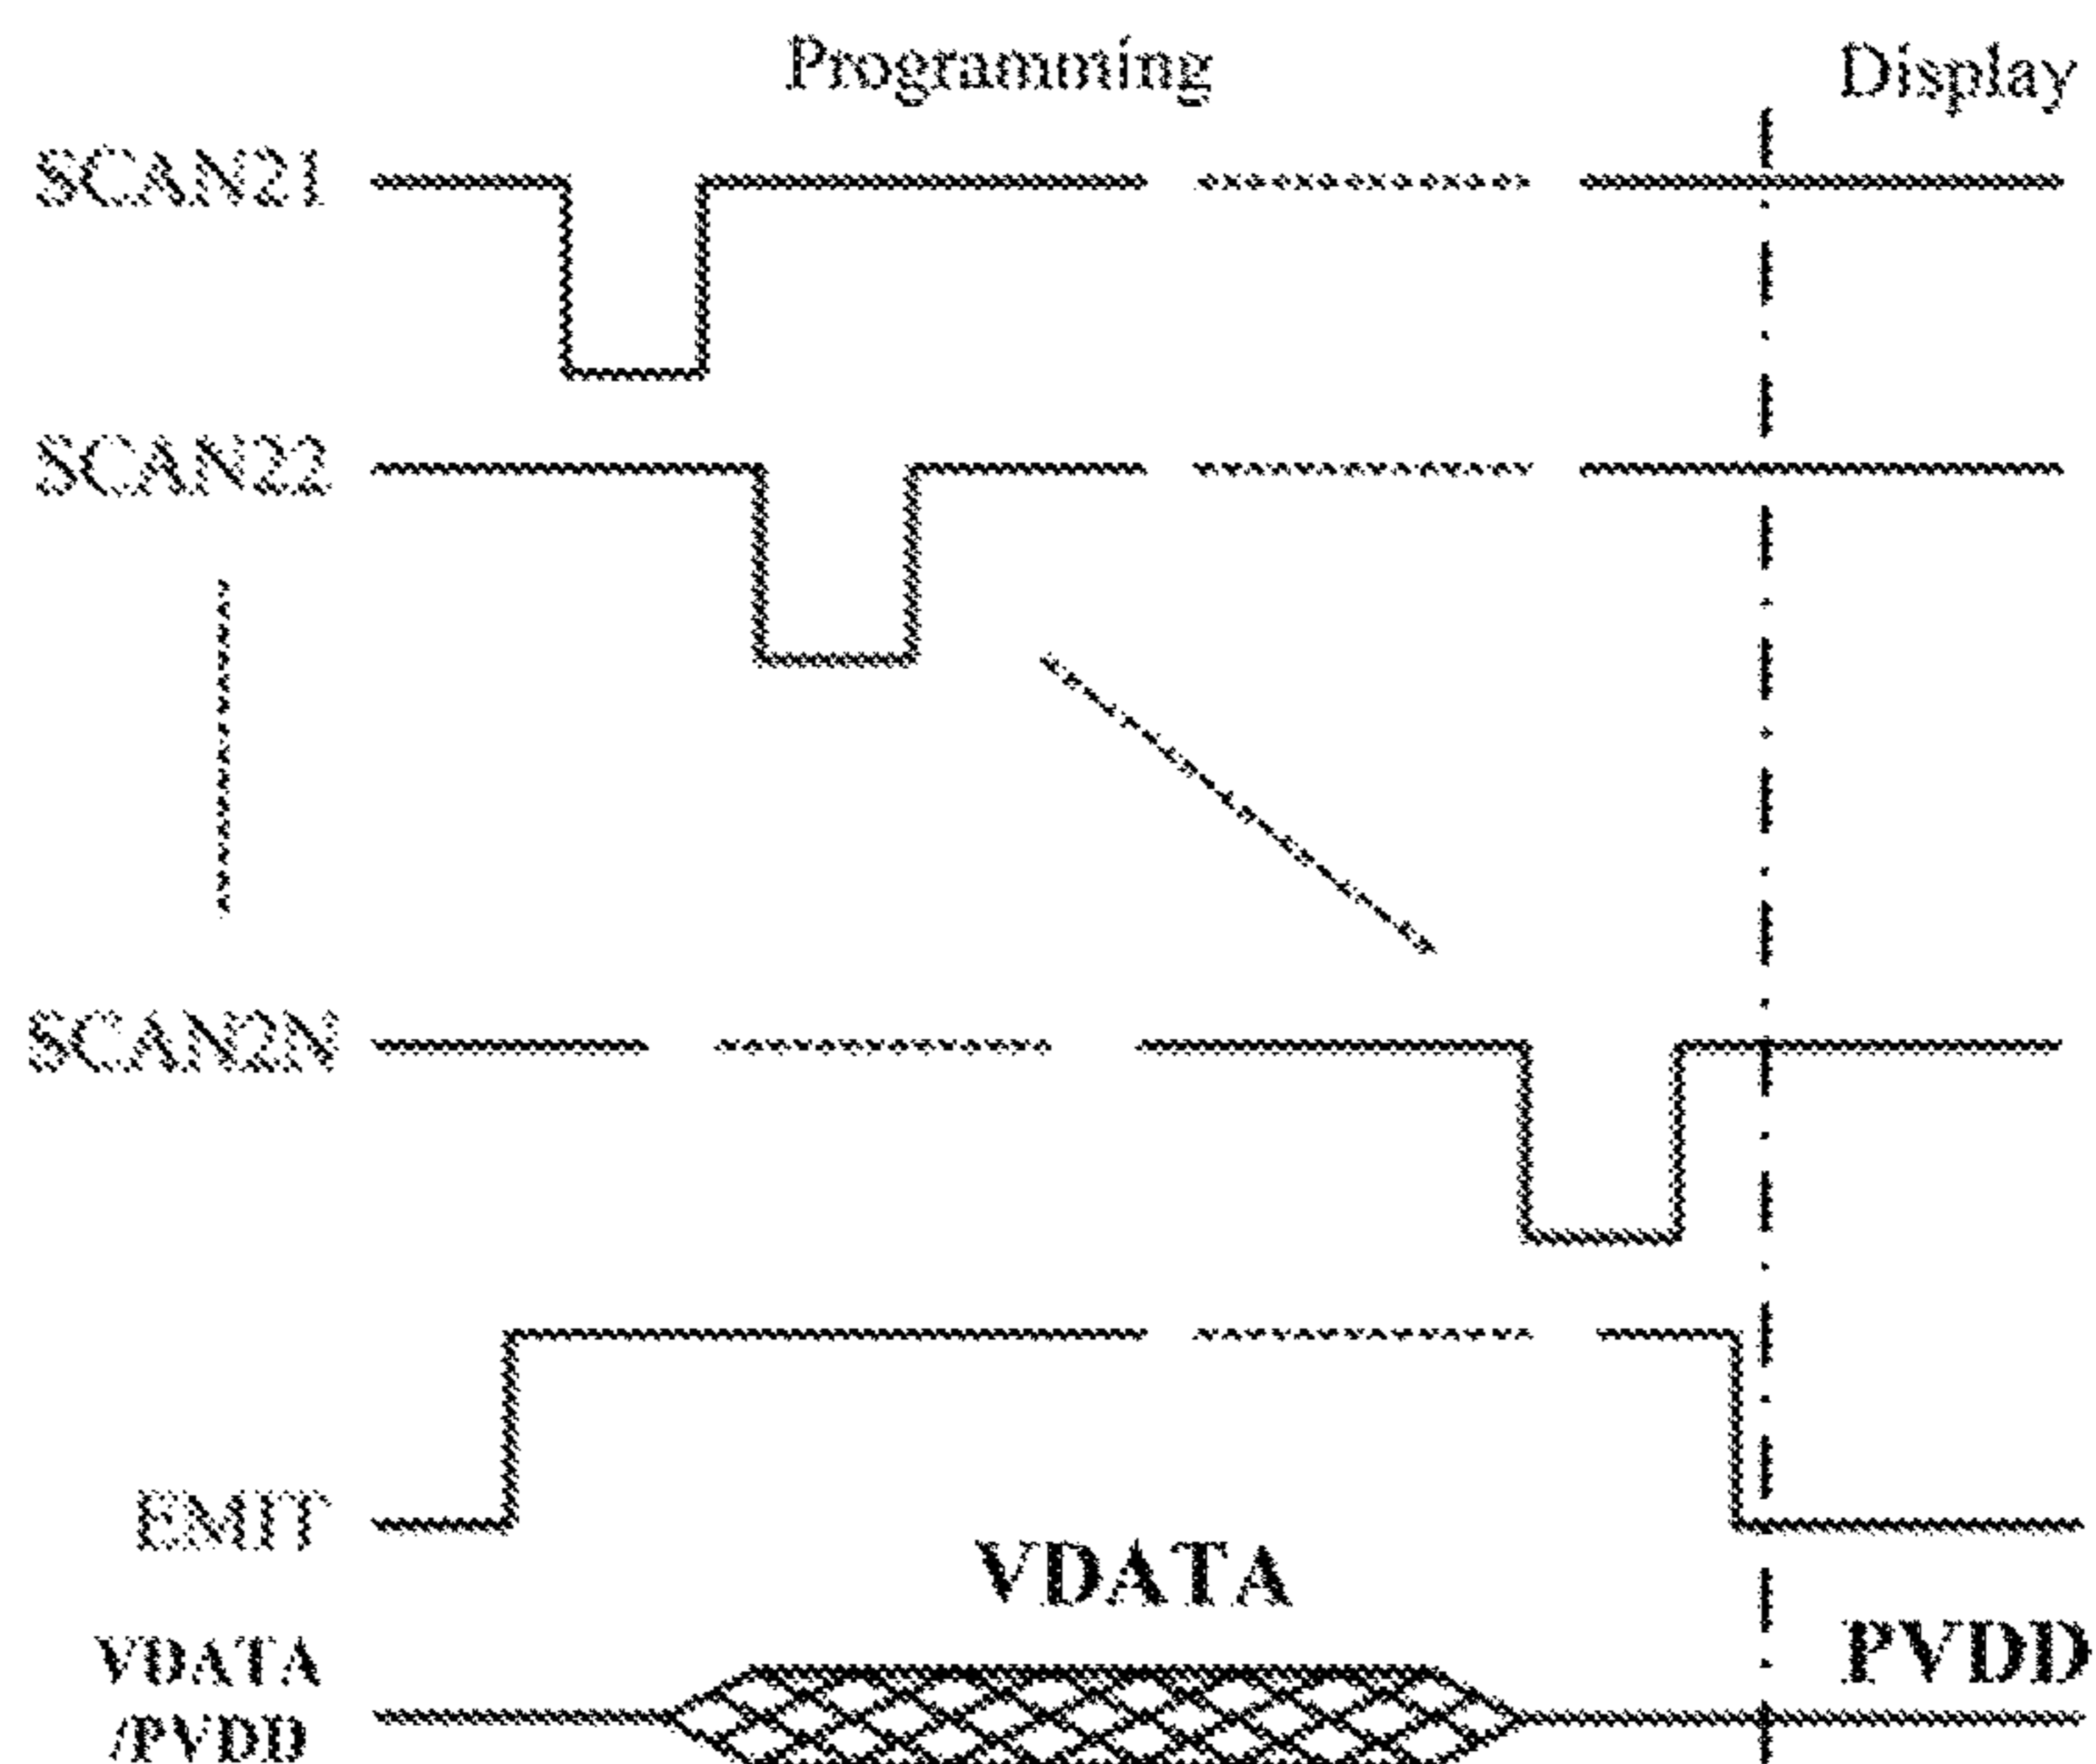 Programming
Display
SCAN21
SCAN22
SCAN2N
EMIT
VDATA
VDATA
/PVDD
PVDD